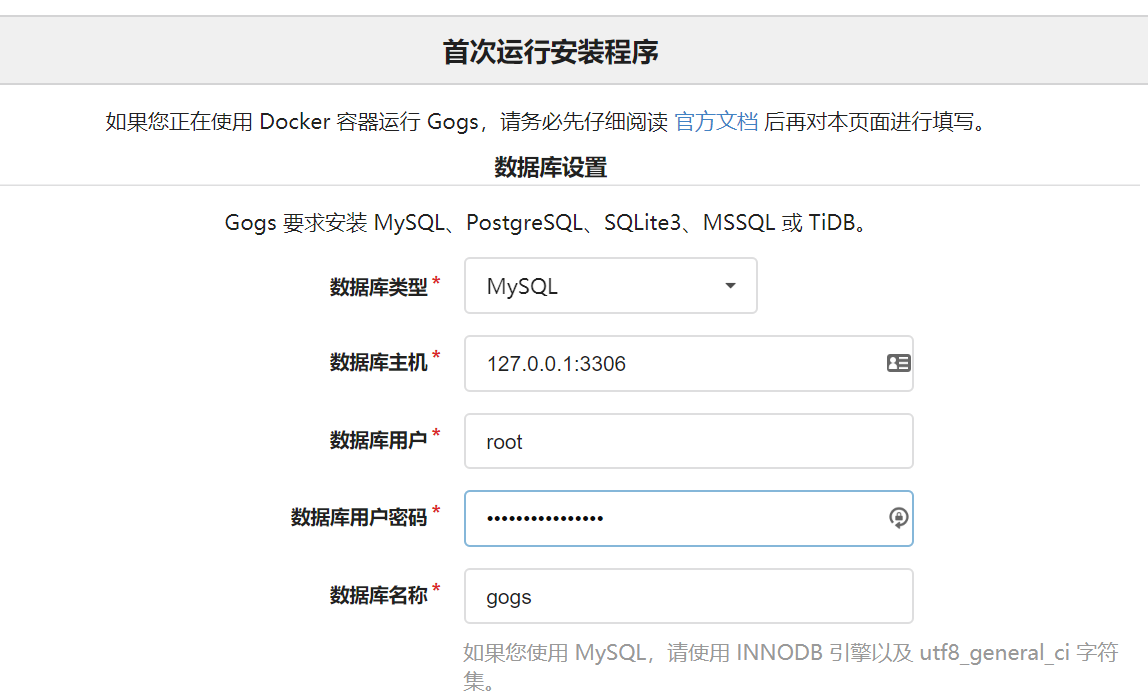 首次运行安装程序
如果您正在使用 Docker 容器运行 Gogs，请务必先仔细阅读 官方文档 后再对本页面进行填写。
数据库设置
Gogs 要求安装 MySQL、PostgreSQL、SQLite3、MSSQL 或 TiDB。
数据库类型* MySQL
数据库主机* 127.0.0.1:3306
数据库用户* root
数据库用户密码* ••••••••••••••••
数据库名称* gogs
如果您使用 MySQL，请使用 INNODB 引擎以及 utf8_general_ci 字符
集。